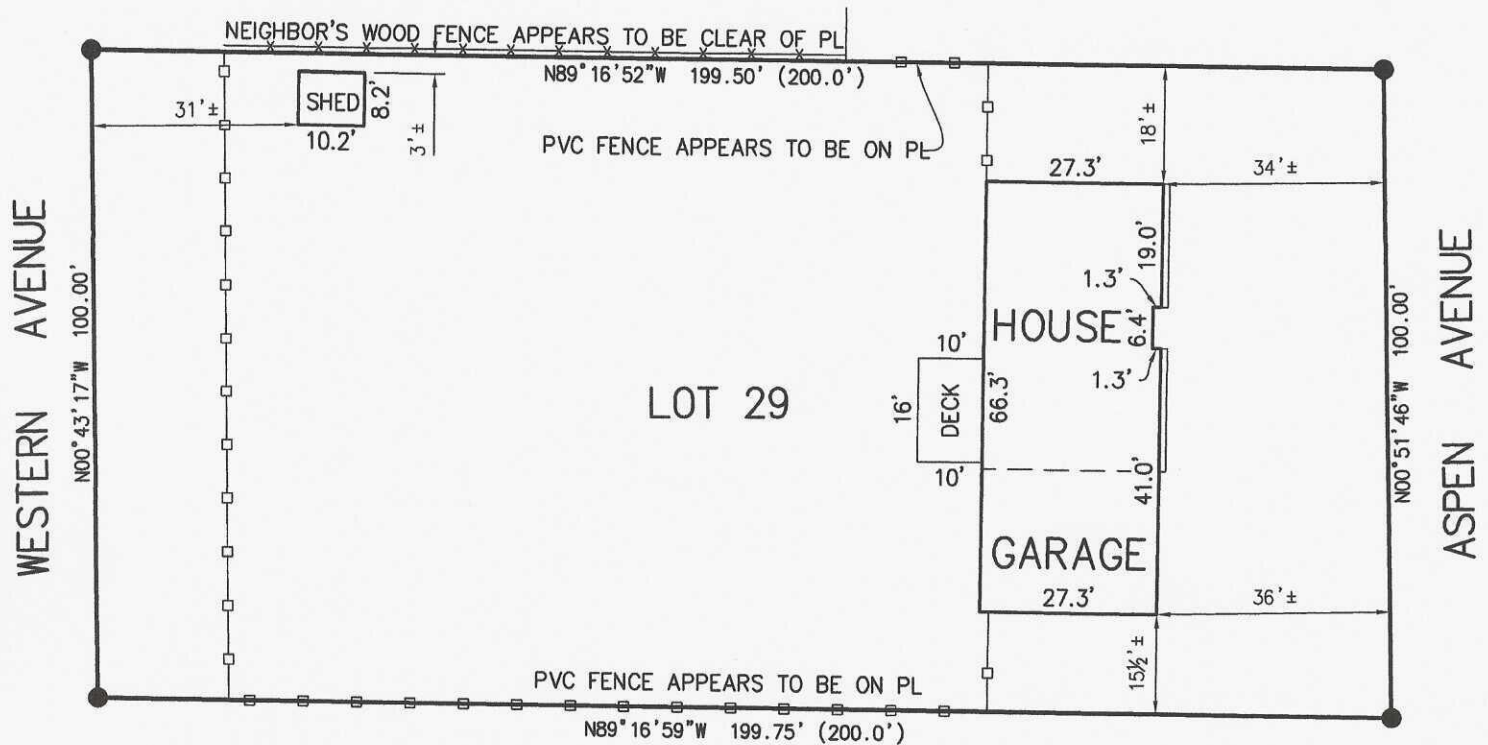 NEIGHBOR'S WOOD FENCE APPEARS TO BE CLEAR OF PL
N89°16'52"W 199.50' (200.0')
SHED
8.2'
10.2'
31'±
3'±
PVC FENCE APPEARS TO BE ON PL
18'±
27.3'
34'±
WESTERN AVENUE
N00°43'17"W 100.00'
19.0'
1.3'
HOUSE
6.4'
1.3'
10'
16'
DECK
66.3'
10'
LOT 29
41.0'
GARAGE
27.3'
36'±
15½'±
N00°51'46"W 100.00'
ASPEN AVENUE
PVC FENCE APPEARS TO BE ON PL
N89°16'59"W 199.75' (200.0')